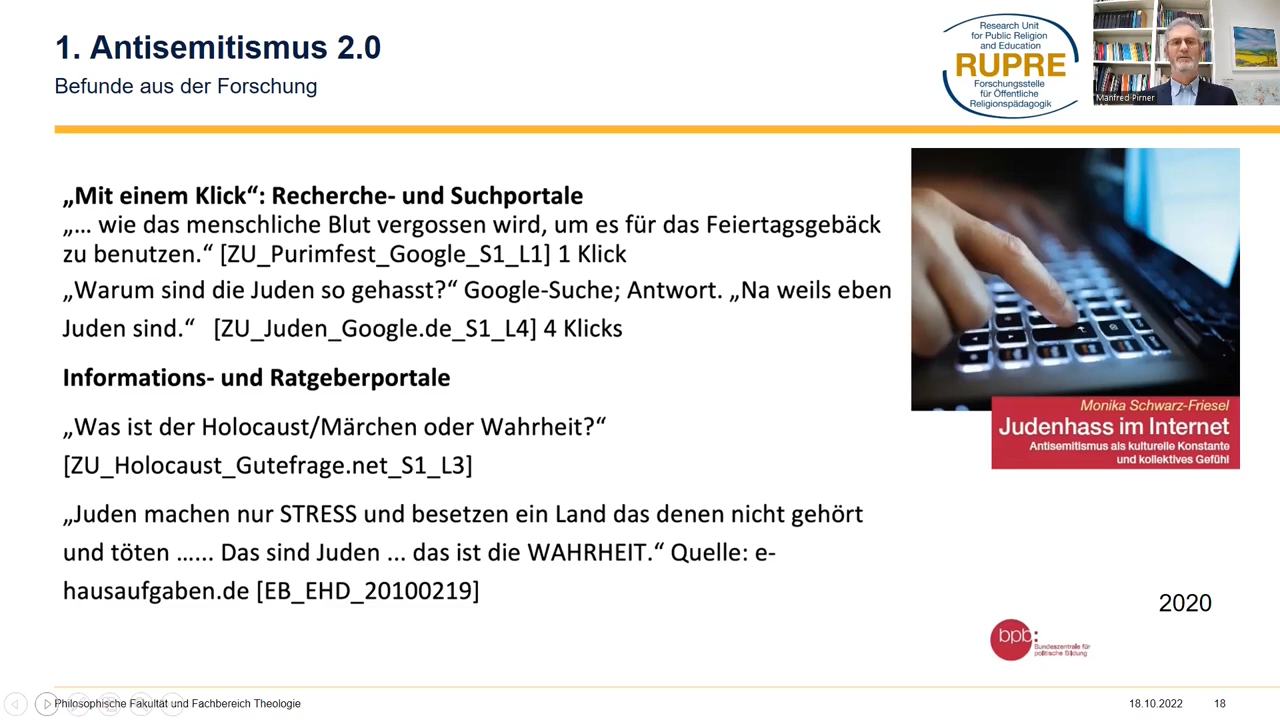 1. Antisemitismus 2.0
Befunde aus der Forschung
Research Unit
for Public Religion
and Education
RUPRE
Forschungsstelle
für Öffentliche
Religionspädagogik
Manfred Pirner
„Mit einem Klick“: Recherche- und Suchportale
„… wie das menschliche Blut vergossen wird, um es für das Feiertagsgebäck
zu benutzen.“ [ZU_Purimfest_Google_S1_L1] 1 Klick
„Warum sind die Juden so gehasst?“ Google-Suche; Antwort. „Na weils eben
Juden sind.“ [ZU_Juden_Google.de_S1_L4] 4 Klicks
Informations- und Ratgeberportale
„Was ist der Holocaust/Märchen oder Wahrheit?“
[ZU_Holocaust_Gutefrage.net_S1_L3]
„Juden machen nur STRESS und besetzen ein Land das denen nicht gehört
und töten …... Das sind Juden ... das ist die WAHRHEIT.“ Quelle: e-
hausaufgaben.de [EB_EHD_20100219]
Monika Schwarz-Friesel
Judenhass im Internet
Antisemitismus als kulturelle Konstante
und kollektives Gefühl
2020
bpb:
Bundeszentrale für
politische Bildung
Philosophische Fakultät und Fachbereich Theologie
18.10.2022
18